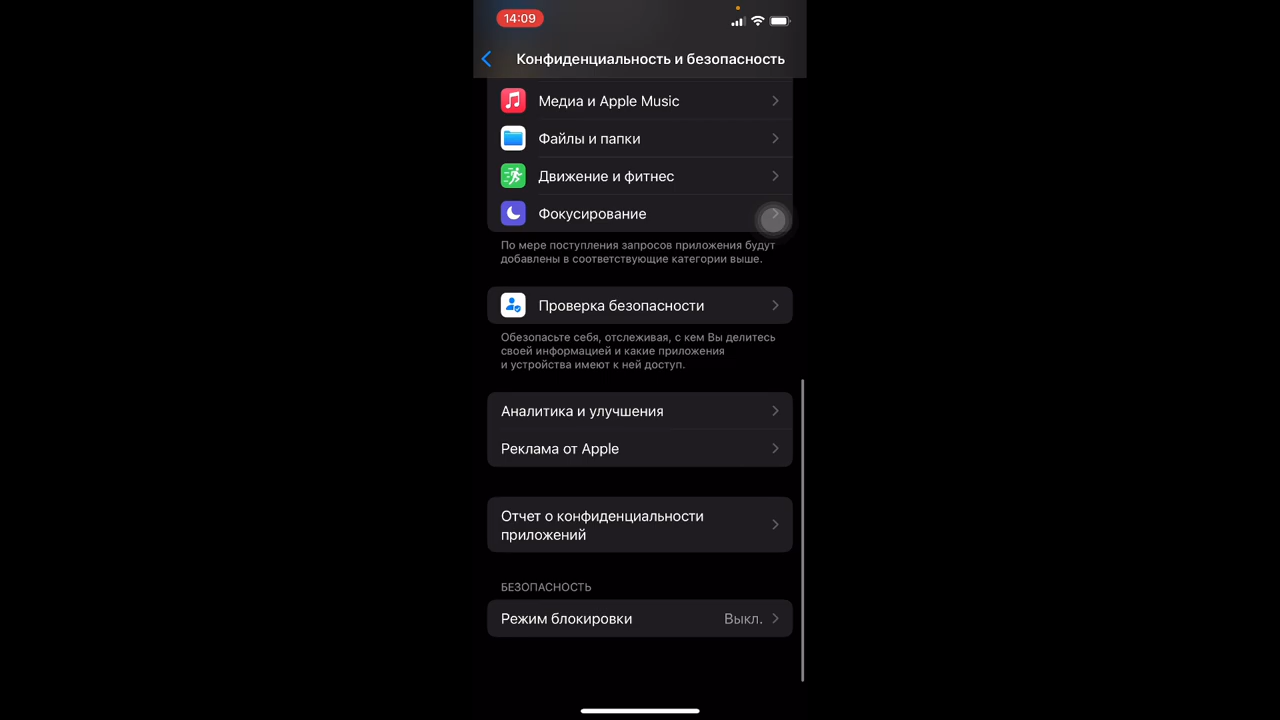 14:09
Конфиденциальность и безопасность
Медиа и Apple Music
Файлы и папки
Движение и фитнес
Фокусирование
По мере поступления запросов приложения будут
добавлены в соответствующие категории выше.
Проверка безопасности
Обезопасьте себя, отслеживая, с кем Вы делитесь
своей информацией и какие приложения
и устройства имеют к ней доступ.
Аналитика и улучшения
Реклама от Apple
Отчет о конфиденциальности
приложений
БЕЗОПАСНОСТЬ
Режим блокировки Выкл.